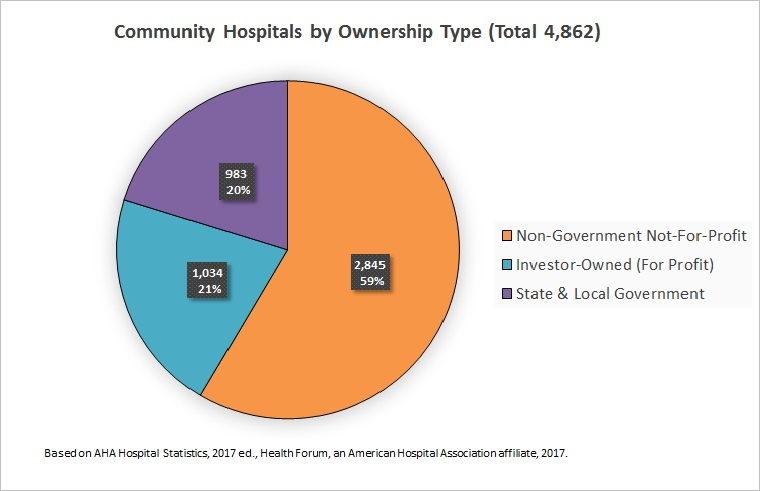 Community Hospitals by Ownership Type (Total 4,862)
983
20%
2,845
59%
1,034
21%
Non-Government Not-For-Profit
Investor-Owned (For Profit)
State & Local Government
Based on AHA Hospital Statistics, 2017 ed., Health Forum, an American Hospital Association affiliate, 2017.